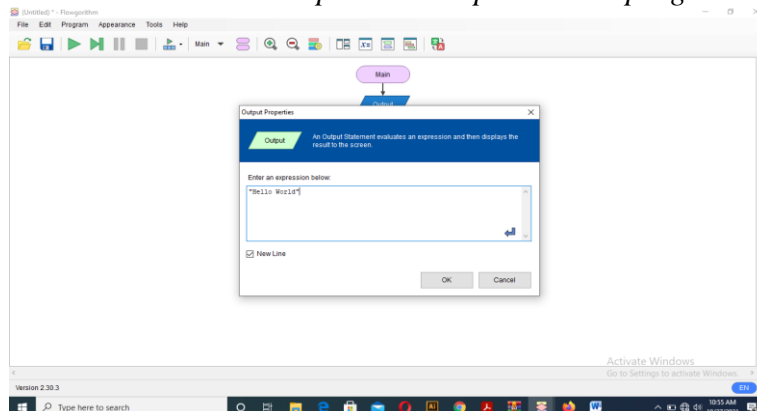 (Untitled) * - Flowgorithm
File Edit Program Appearance Tools Help
Main
Main
Output
Output Properties
Output
An Output Statement evaluates an expression and then displays the
result to the screen.
Enter an expression below:
"Hello World"
New Line
OK Cancel
Activate Windows
Go to Settings to activate Windows.
Version 2.30.3
EN
Type here to search
10:55 AM